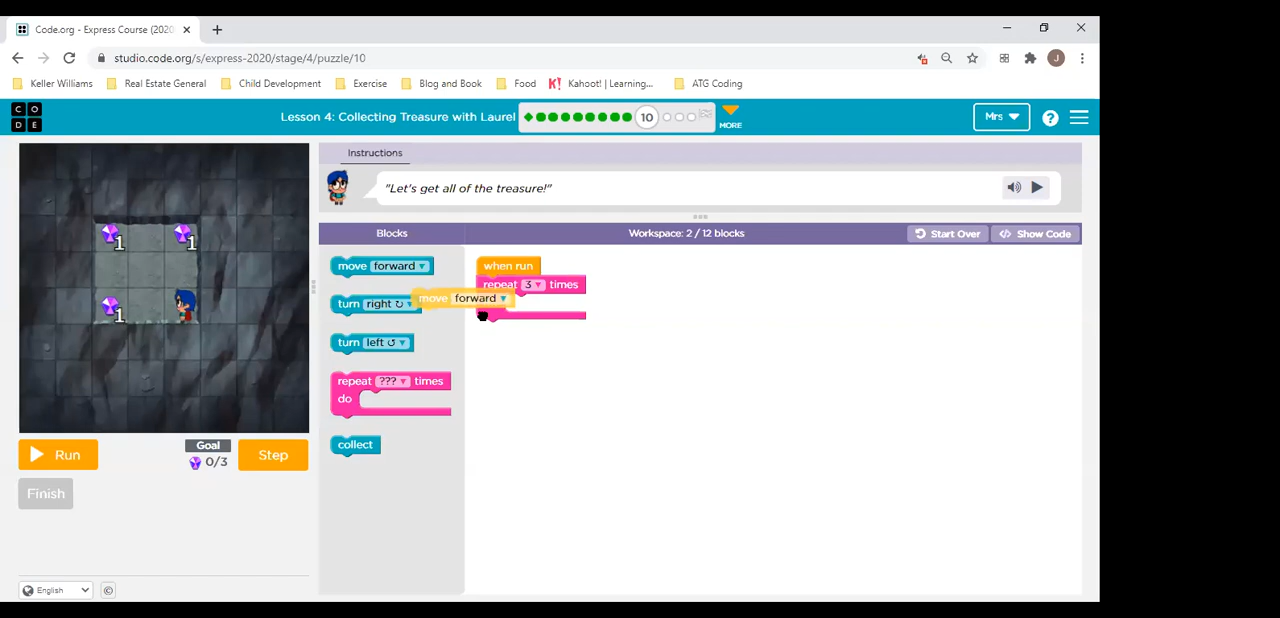 Code.org - Express Course (2020
studio.code.org/s/express-2020/stage/4/puzzle/10
J
Keller Williams
Real Estate General
Child Development
Exercise
Blog and Book
Food
K! Kahoot! | Learning...
ATG Coding
C O
D E
Lesson 4: Collecting Treasure with Laurel
10
MORE
Mrs
?
Instructions
"Let's get all of the treasure!"
Blocks
Workspace: 2 / 12 blocks
Start Over
</> Show Code
move forward
turn right
turn left
repeat ??? times
do
collect
when run
repeat 3 times
move forward
1
1
1
Run
Goal
0/3
Step
Finish
English
©